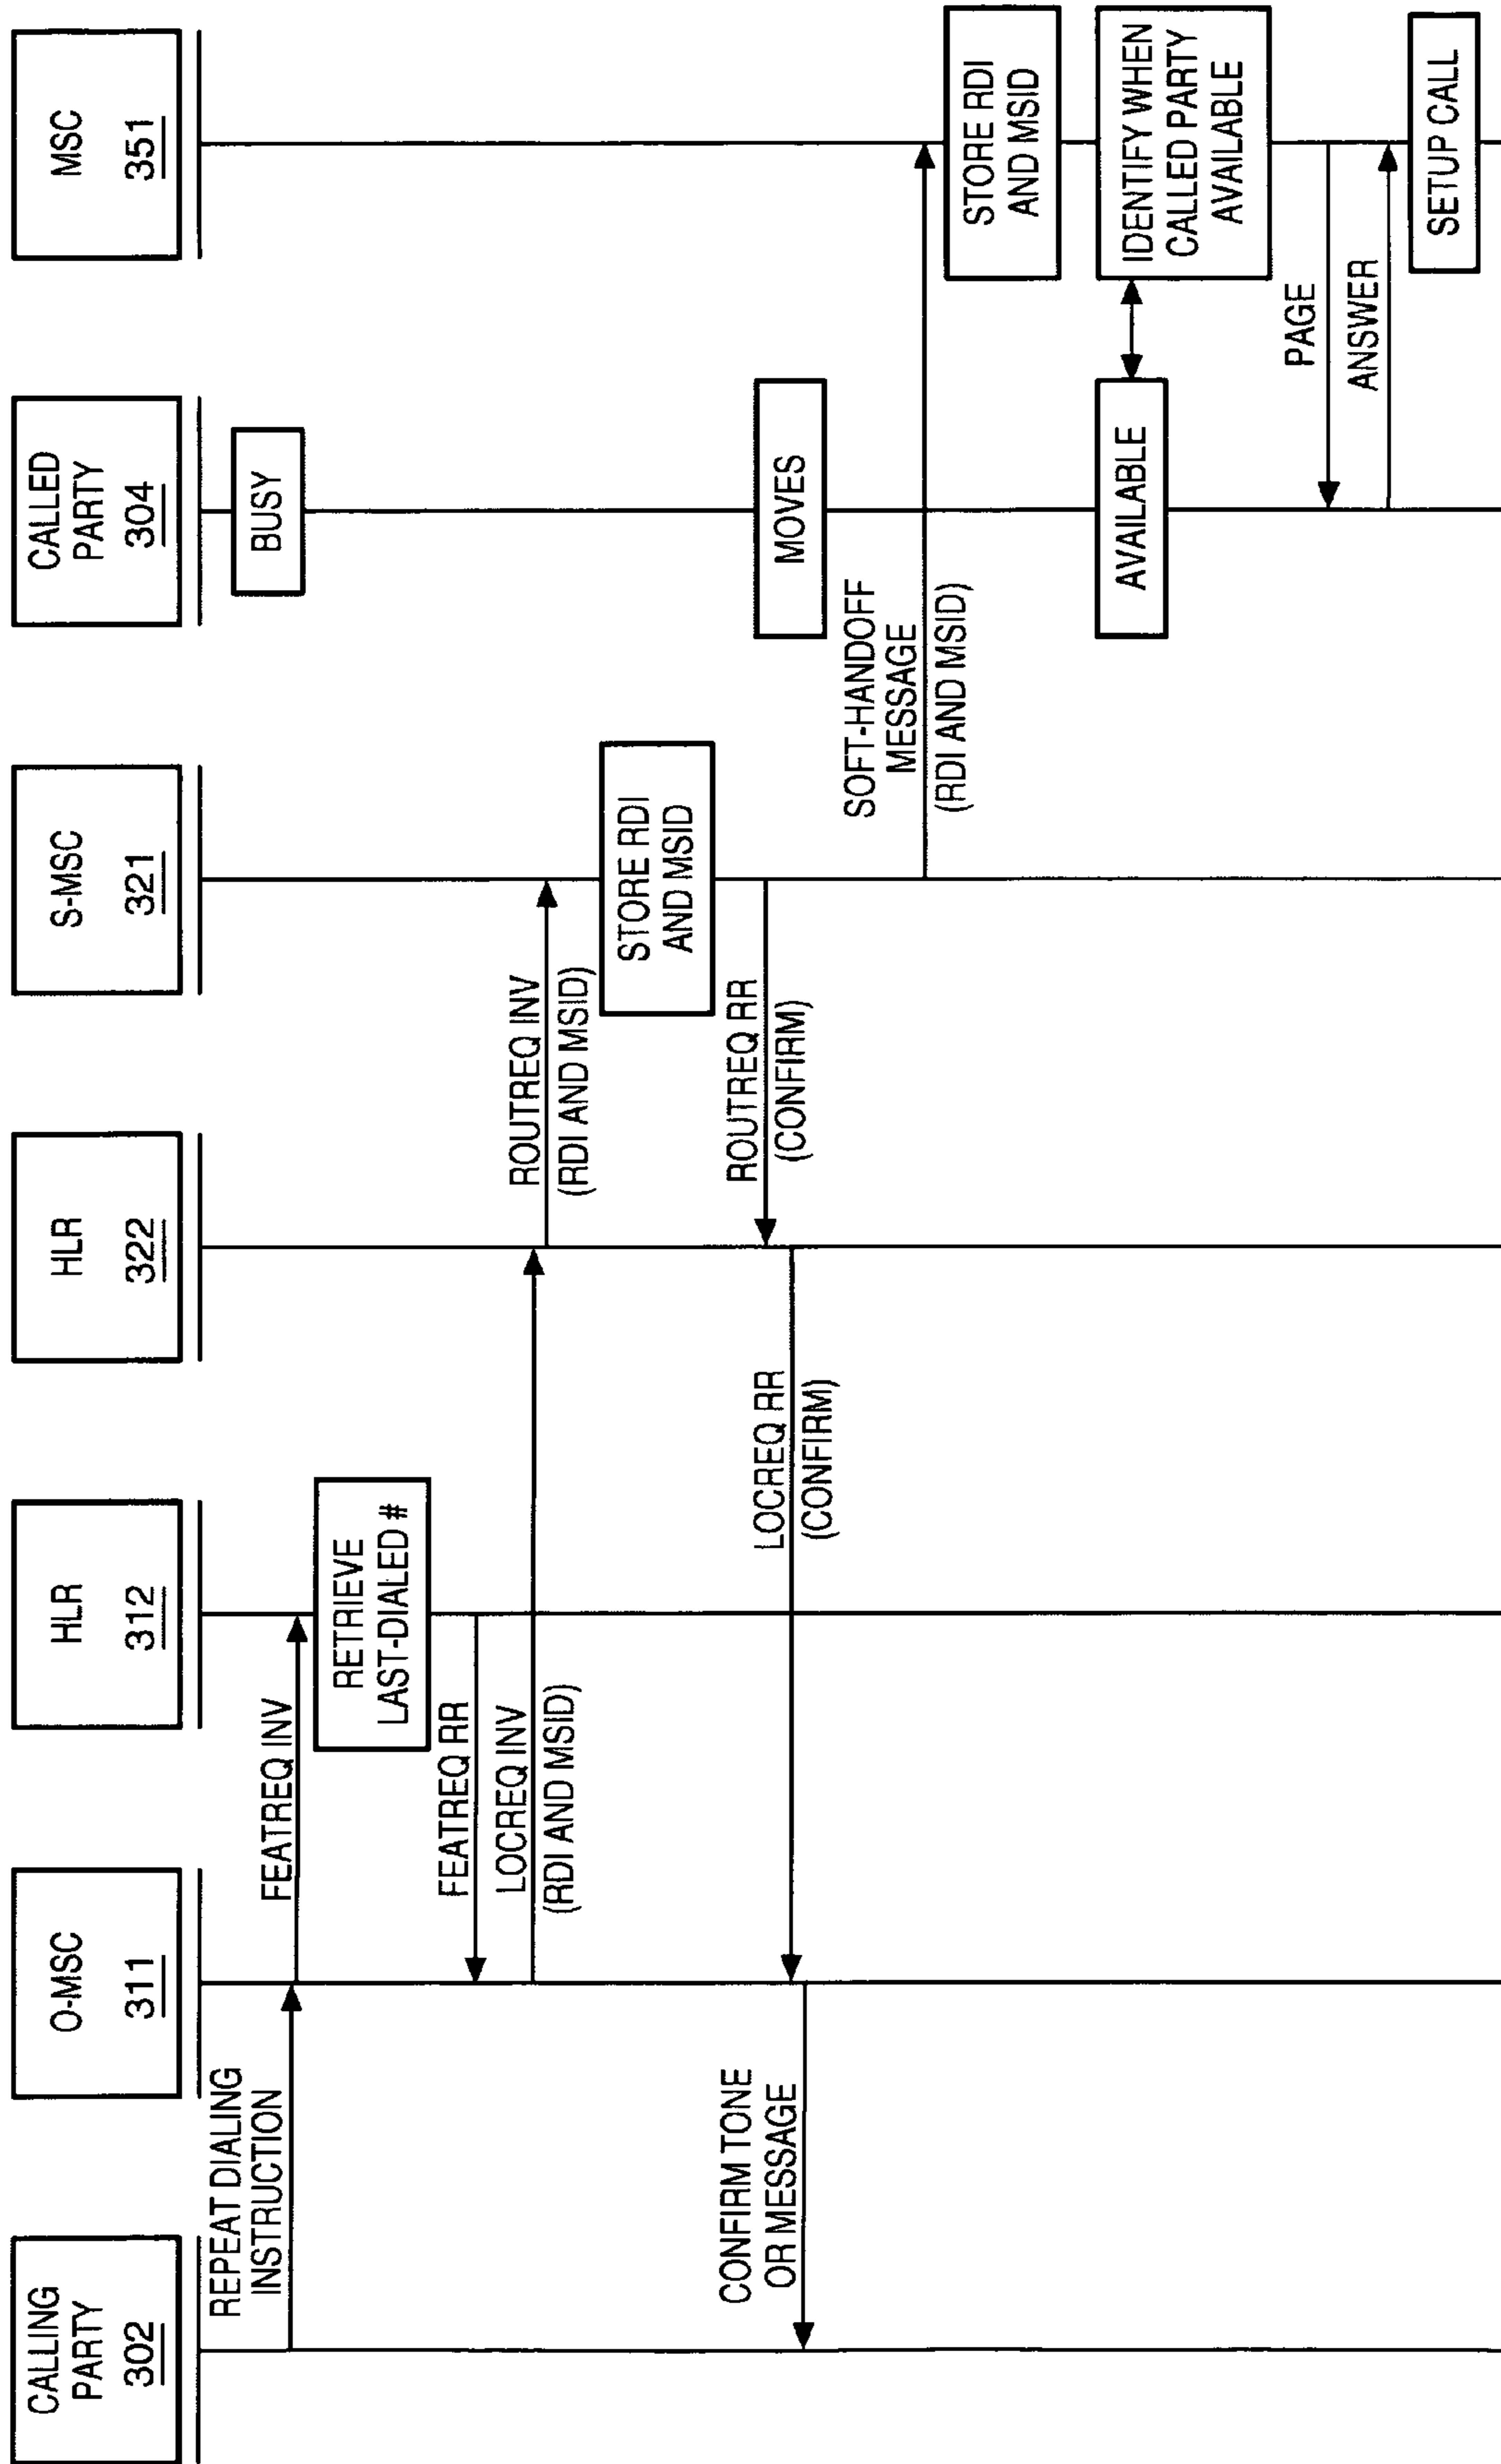 CALLING
PARTY
302
O-MSC
311
HLR
312
HLR
322
S-MSC
321
CALLED
PARTY
304
MSC
351
BUSY
REPEAT DIALING
INSTRUCTION
FEATREQ INV
RETRIEVE
LAST-DIALED #
FEATREQ RR
LOCREQ INV
(RDI AND MSID)
ROUTREQ INV
(RDI AND MSID)
STORE RDI
AND MSID
ROUTREQ RR
(CONFIRM)
LOCREQ RR
(CONFIRM)
CONFIRM TONE
OR MESSAGE
MOVES
SOFT-HANDOFF
MESSAGE
(RDI AND MSID)
STORE RDI
AND MSID
AVAILABLE
IDENTIFY WHEN
CALLED PARTY
AVAILABLE
PAGE
ANSWER
SETUP CALL